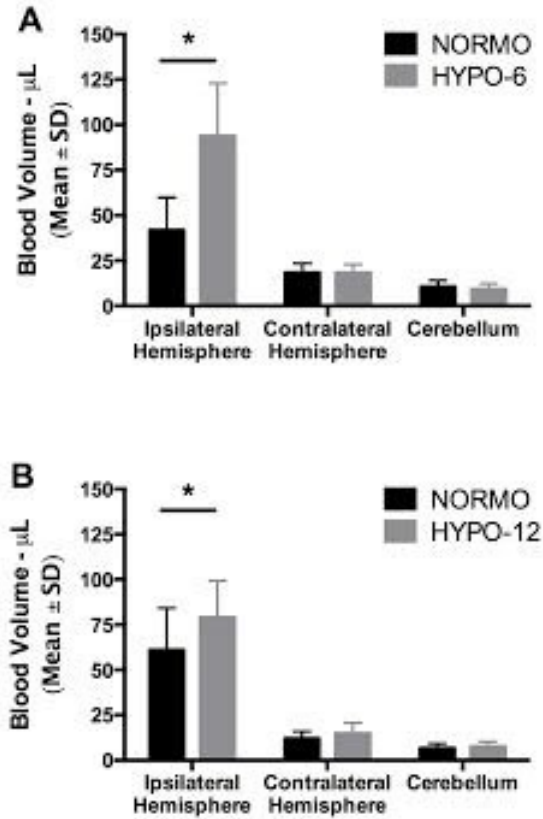 A
Blood Volume - µL
(Mean ± SD)
150
125
100
75
50
25
0
*
NORMO
HYPO-6
Ipsilateral Contralateral Cerebellum
Hemisphere Hemisphere
B
Blood Volume - µL
(Mean ± SD)
150
125
100
75
50
25
0
*
NORMO
HYPO-12
Ipsilateral Contralateral Cerebellum
Hemisphere Hemisphere